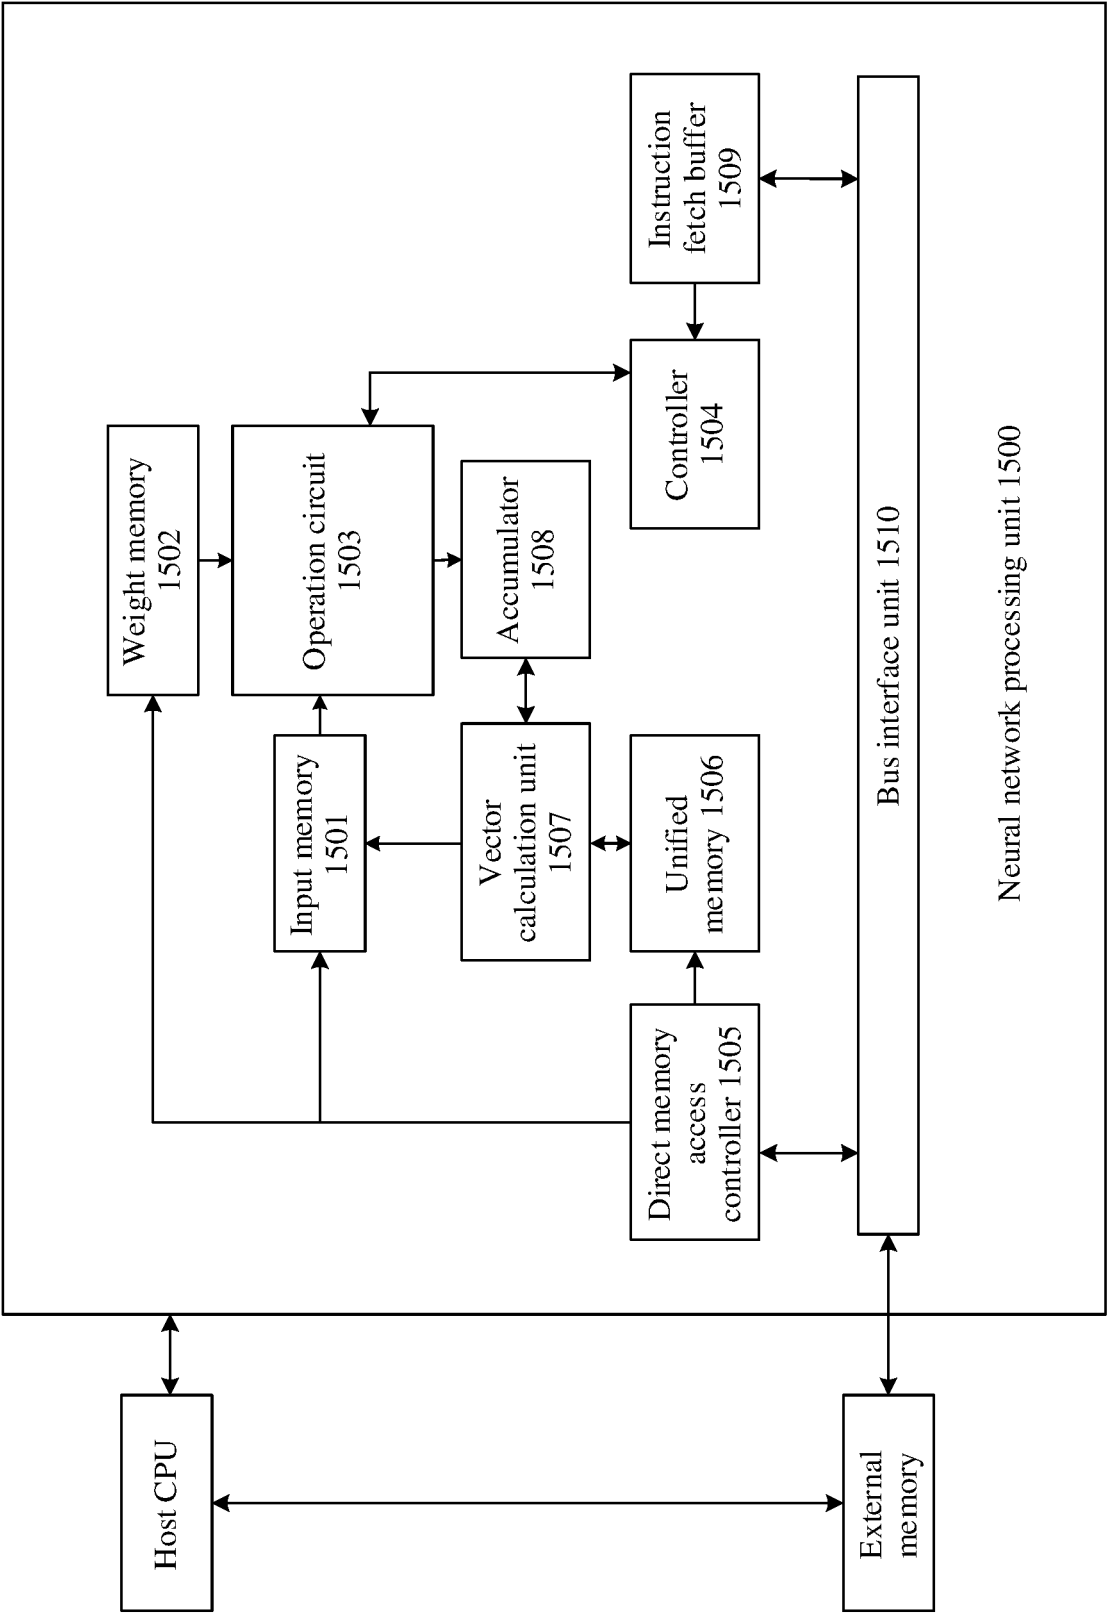 Host CPU
External
memory
Weight memory
1502
Operation circuit
1503
Input memory
1501
Accumulator
1508
Vector
calculation unit
1507
Unified
memory 1506
Direct memory
access
controller 1505
Controller
1504
Instruction
fetch buffer
1509
Bus interface unit 1510
Neural network processing unit 1500